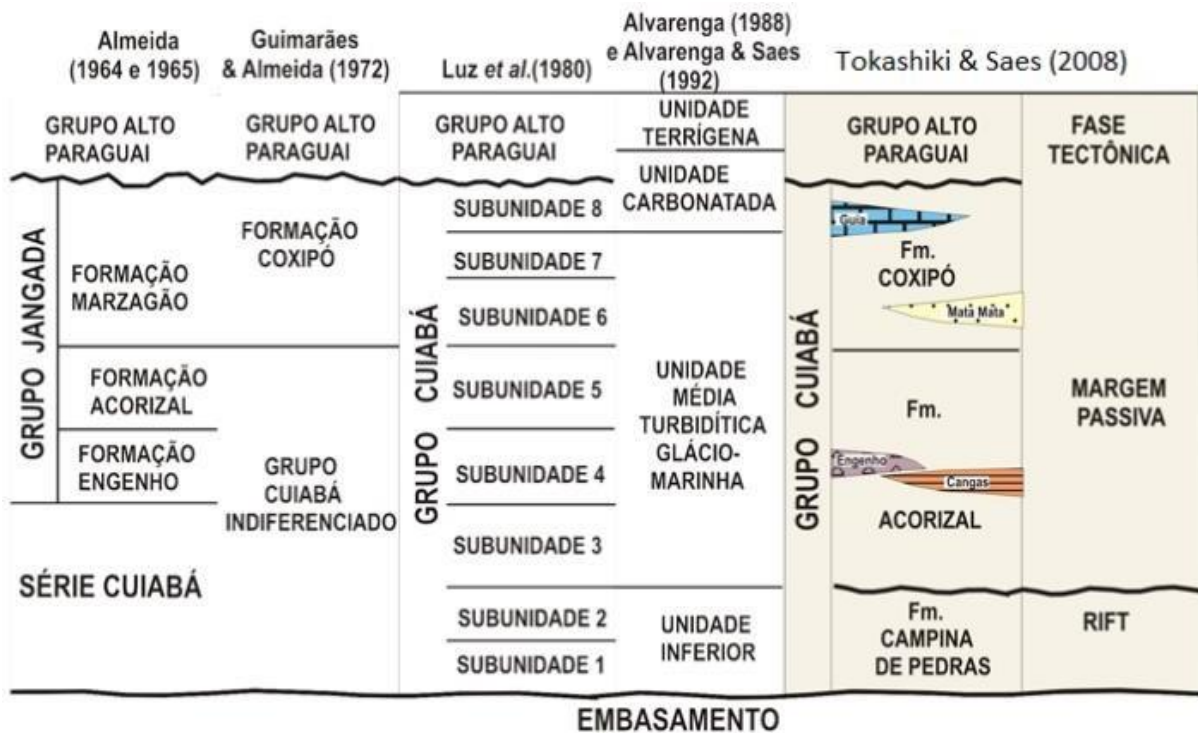 Almeida
(1964 e 1965)
Guimarães
& Almeida (1972)
Luz et al.(1980)
Alvarenga (1988)
e Alvarenga & Saes
(1992)
Tokashiki & Saes (2008)
GRUPO ALTO
PARAGUAI
GRUPO JANGADA
FORMAÇÃO
MARZAGÃO
FORMAÇÃO
ACORIZAL
FORMAÇÃO
ENGENHO
SÉRIE CUIABÁ
GRUPO ALTO
PARAGUAI
FORMAÇÃO
COXIPÓ
GRUPO
CUIABÁ
INDIFERENCIADO
GRUPO ALTO
PARAGUAI
GRUPO CUIABÁ
SUBUNIDADE 8
SUBUNIDADE 7
SUBUNIDADE 6
SUBUNIDADE 5
SUBUNIDADE 4
SUBUNIDADE 3
SUBUNIDADE 2
SUBUNIDADE 1
UNIDADE
TERRÍGENA
UNIDADE
CARBONATADA
UNIDADE
MÉDIA
TURBIDÍTICA
GLÁCIO-
MARINHA
UNIDADE
INFERIOR
GRUPO ALTO
PARAGUAI
GRUPO CUIABÁ
Guia
Fm.
COXIPÓ
Mata Mata
Fm.
Engenho
Cangas
ACORIZAL
Fm.
CAMPINA
DE PEDRAS
FASE
TECTÔNICA
MARGEM
PASSIVA
RIFT
EMBASAMENTO